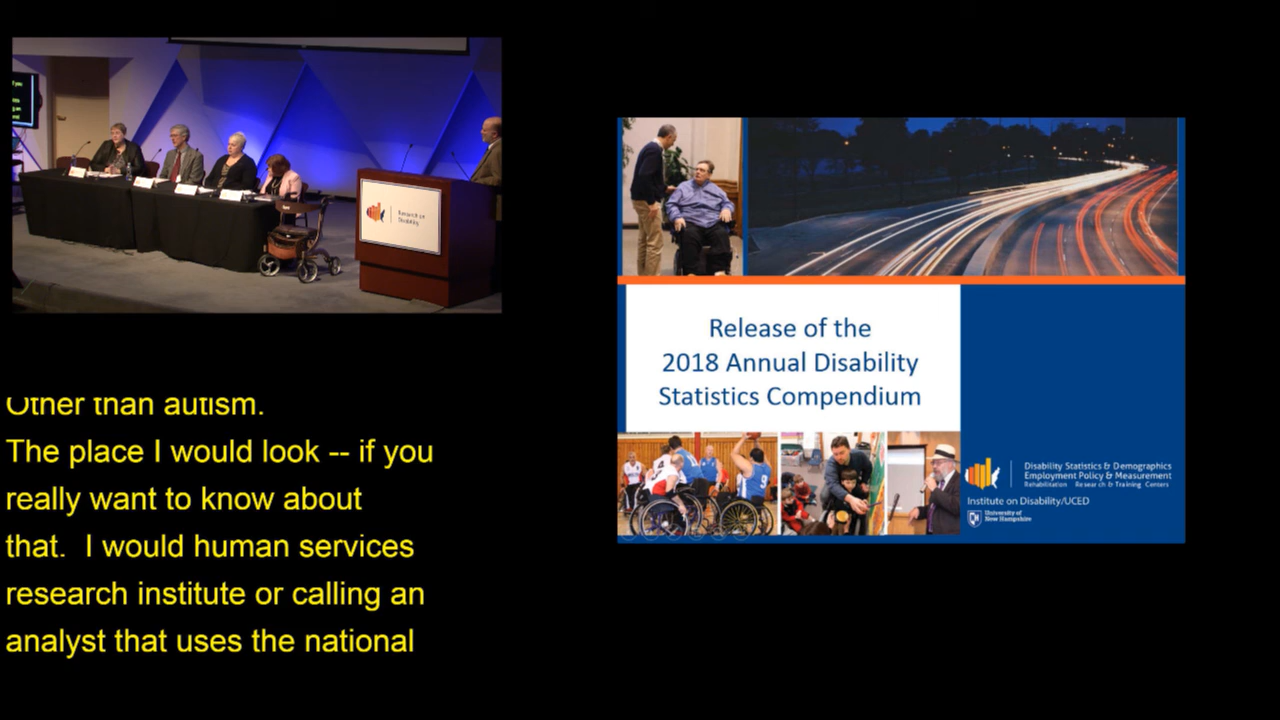 Research on
Disability
Other than autism.
The place I would look -- if you
really want to know about
that.  I would human services
research institute or calling an
analyst that uses the national
Release of the
2018 Annual Disability
Statistics Compendium
9
Disability Statistics & Demographics
Employment Policy & Measurement
Rehabilitation Research & Training Centers
Institute on Disability/UCED
University of
New Hampshire